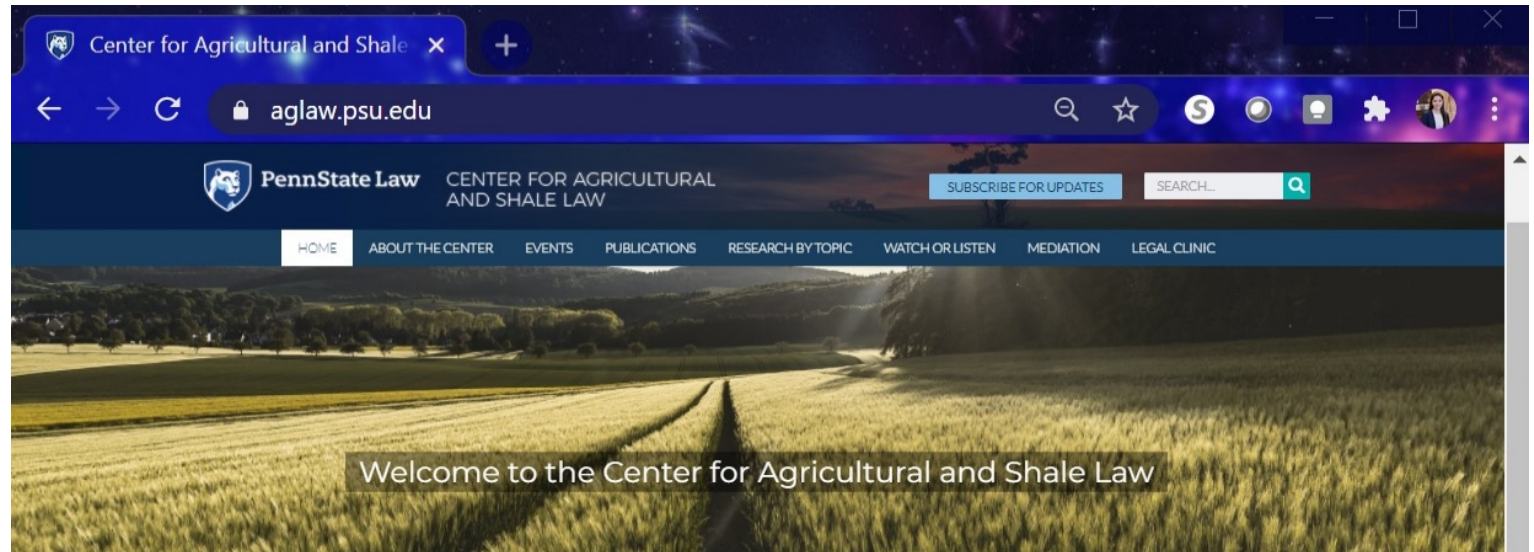 Center for Agricultural and Shale
aglaw.psu.edu
PennState Law
CENTER FOR AGRICULTURAL
AND SHALE LAW
SUBSCRIBE FOR UPDATES
SEARCH...
HOME ABOUT THE CENTER EVENTS PUBLICATIONS RESEARCH BY TOPIC WATCH OR LISTEN MEDIATION LEGAL CLINIC
Welcome to the Center for Agricultural and Shale Law